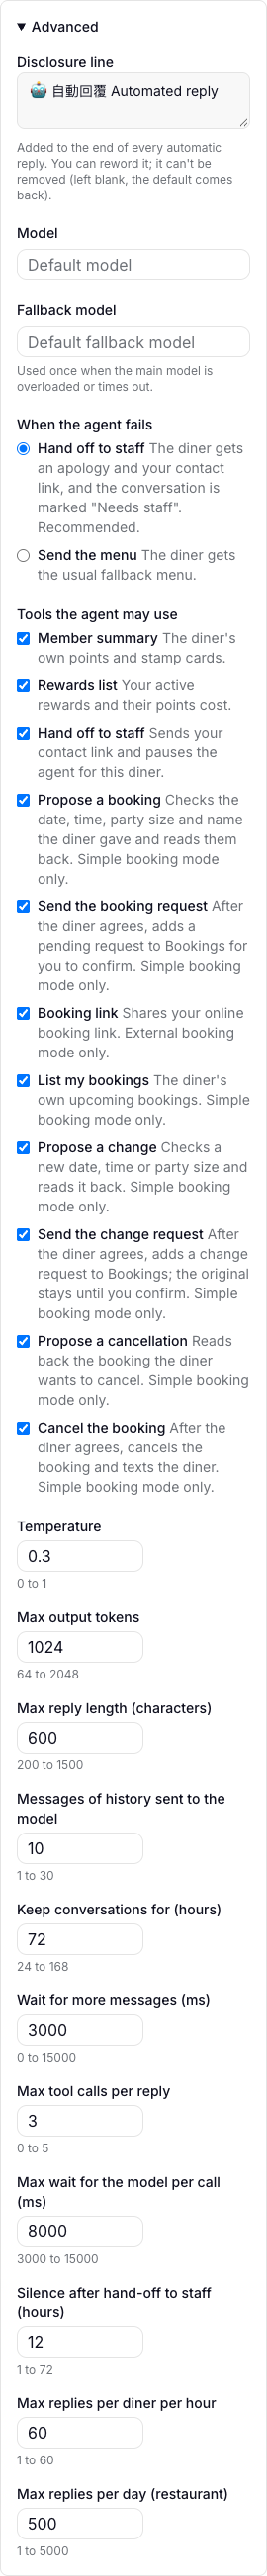 ▼ Advanced
Disclosure line
🤖 自動回覆 Automated reply
Added to the end of every automatic
reply. You can reword it; it can't be
removed (left blank, the default comes
back).
Model
Default model
Fallback model
Default fallback model
Used once when the main model is
overloaded or times out.
When the agent fails
Hand off to staff The diner gets
an apology and your contact
link, and the conversation is
marked "Needs staff".
Recommended.
Send the menu The diner gets
the usual fallback menu.
Tools the agent may use
Member summary The diner's
own points and stamp cards.
Rewards list Your active
rewards and their points cost.
Hand off to staff Sends your
contact link and pauses the
agent for this diner.
Propose a booking Checks the
date, time, party size and name
the diner gave and reads them
back. Simple booking mode
only.
Send the booking request After
the diner agrees, adds a
pending request to Bookings for
you to confirm. Simple booking
mode only.
Booking link Shares your online
booking link. External booking
mode only.
List my bookings The diner's
own upcoming bookings. Simple
booking mode only.
Propose a change Checks a
new date, time or party size and
reads it back. Simple booking
mode only.
Send the change request After
the diner agrees, adds a change
request to Bookings; the original
stays until you confirm. Simple
booking mode only.
Propose a cancellation Reads
back the booking the diner
wants to cancel. Simple booking
mode only.
Cancel the booking After the
diner agrees, cancels the
booking and texts the diner.
Simple booking mode only.
Temperature
0.3
0 to 1
Max output tokens
1024
64 to 2048
Max reply length (characters)
600
200 to 1500
Messages of history sent to the
model
10
1 to 30
Keep conversations for (hours)
72
24 to 168
Wait for more messages (ms)
3000
0 to 15000
Max tool calls per reply
3
0 to 5
Max wait for the model per call
(ms)
8000
3000 to 15000
Silence after hand-off to staff
(hours)
12
1 to 72
Max replies per diner per hour
60
1 to 60
Max replies per day (restaurant)
500
1 to 5000